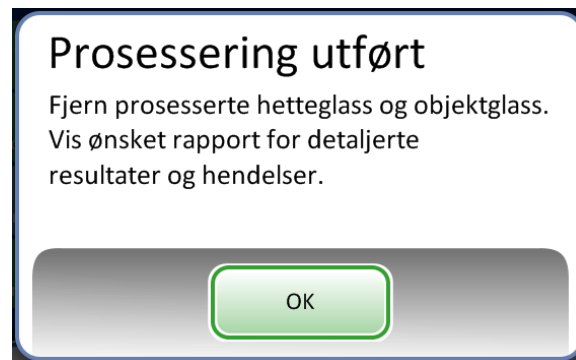 Prosessering utført
Fjern prosesserte hetteglass og objektglass.
Vis ønsket rapport for detaljerte
resultater og hendelser.
OK